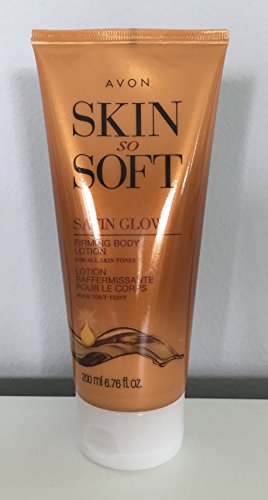 AVON
SKIN
so
SOFT
SATIN GLOW
FIRMING BODY
LOTION
FOR ALL SKIN TONES
LOTION
RAFFERMISSANTE
POUR LE CORPS
POUR TOUT TEINT
200 ml 6.76 fl. oz.